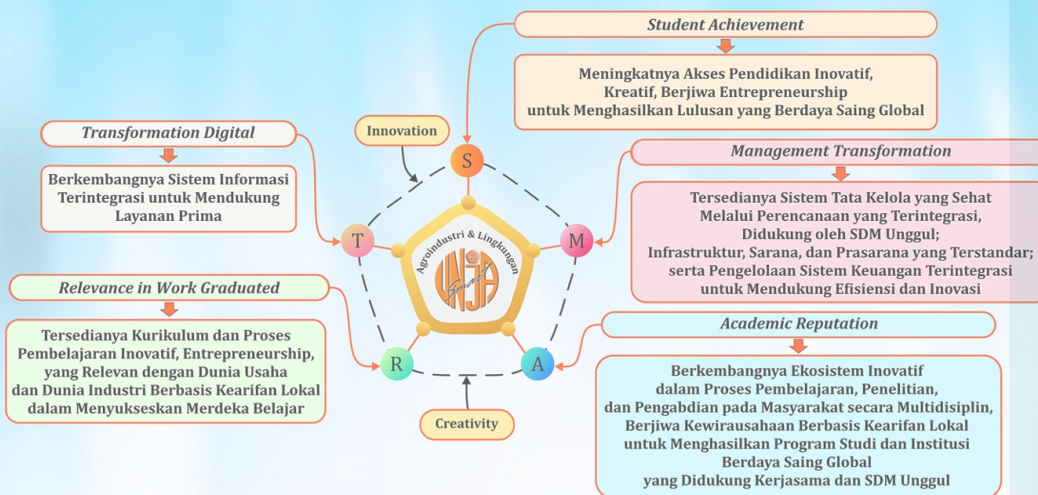 Student Achievement
Meningkatnya Akses Pendidikan Inovatif,
Kreatif, Berjiwa Entrepreneurship
untuk Menghasilkan Lulusan yang Berdaya Saing Global
Transformation Digital
Berkembangnya Sistem Informasi
Terintegrasi untuk Mendukung
Layanan Prima
Innovation
S
Management Transformation
Tersedianya Sistem Tata Kelola yang Sehat
Melalui Perencanaan yang Terintegrasi,
Didukung oleh SDM Unggul;
Infrastruktur, Sarana, dan Prasarana yang Terstandar;
serta Pengelolaan Sistem Keuangan Terintegrasi
untuk Mendukung Efisiensi dan Inovasi
T
M
Agroindustri & Lingkungan
UNJA
Smart
Relevance in Work Graduated
Tersedianya Kurikulum dan Proses
Pembelajaran Inovatif, Entrepreneurship,
yang Relevan dengan Dunia Usaha
dan Dunia Industri Berbasis Kearifan Lokal
dalam Menyukseskan Merdeka Belajar
R
A
Creativity
Academic Reputation
Berkembangnya Ekosistem Inovatif
dalam Proses Pembelajaran, Penelitian,
dan Pengabdian pada Masyarakat secara Multidisiplin,
Berjiwa Kewirausahaan Berbasis Kearifan Lokal
untuk Menghasilkan Program Studi dan Institusi
Berdaya Saing Global
yang Didukung Kerjasama dan SDM Unggul